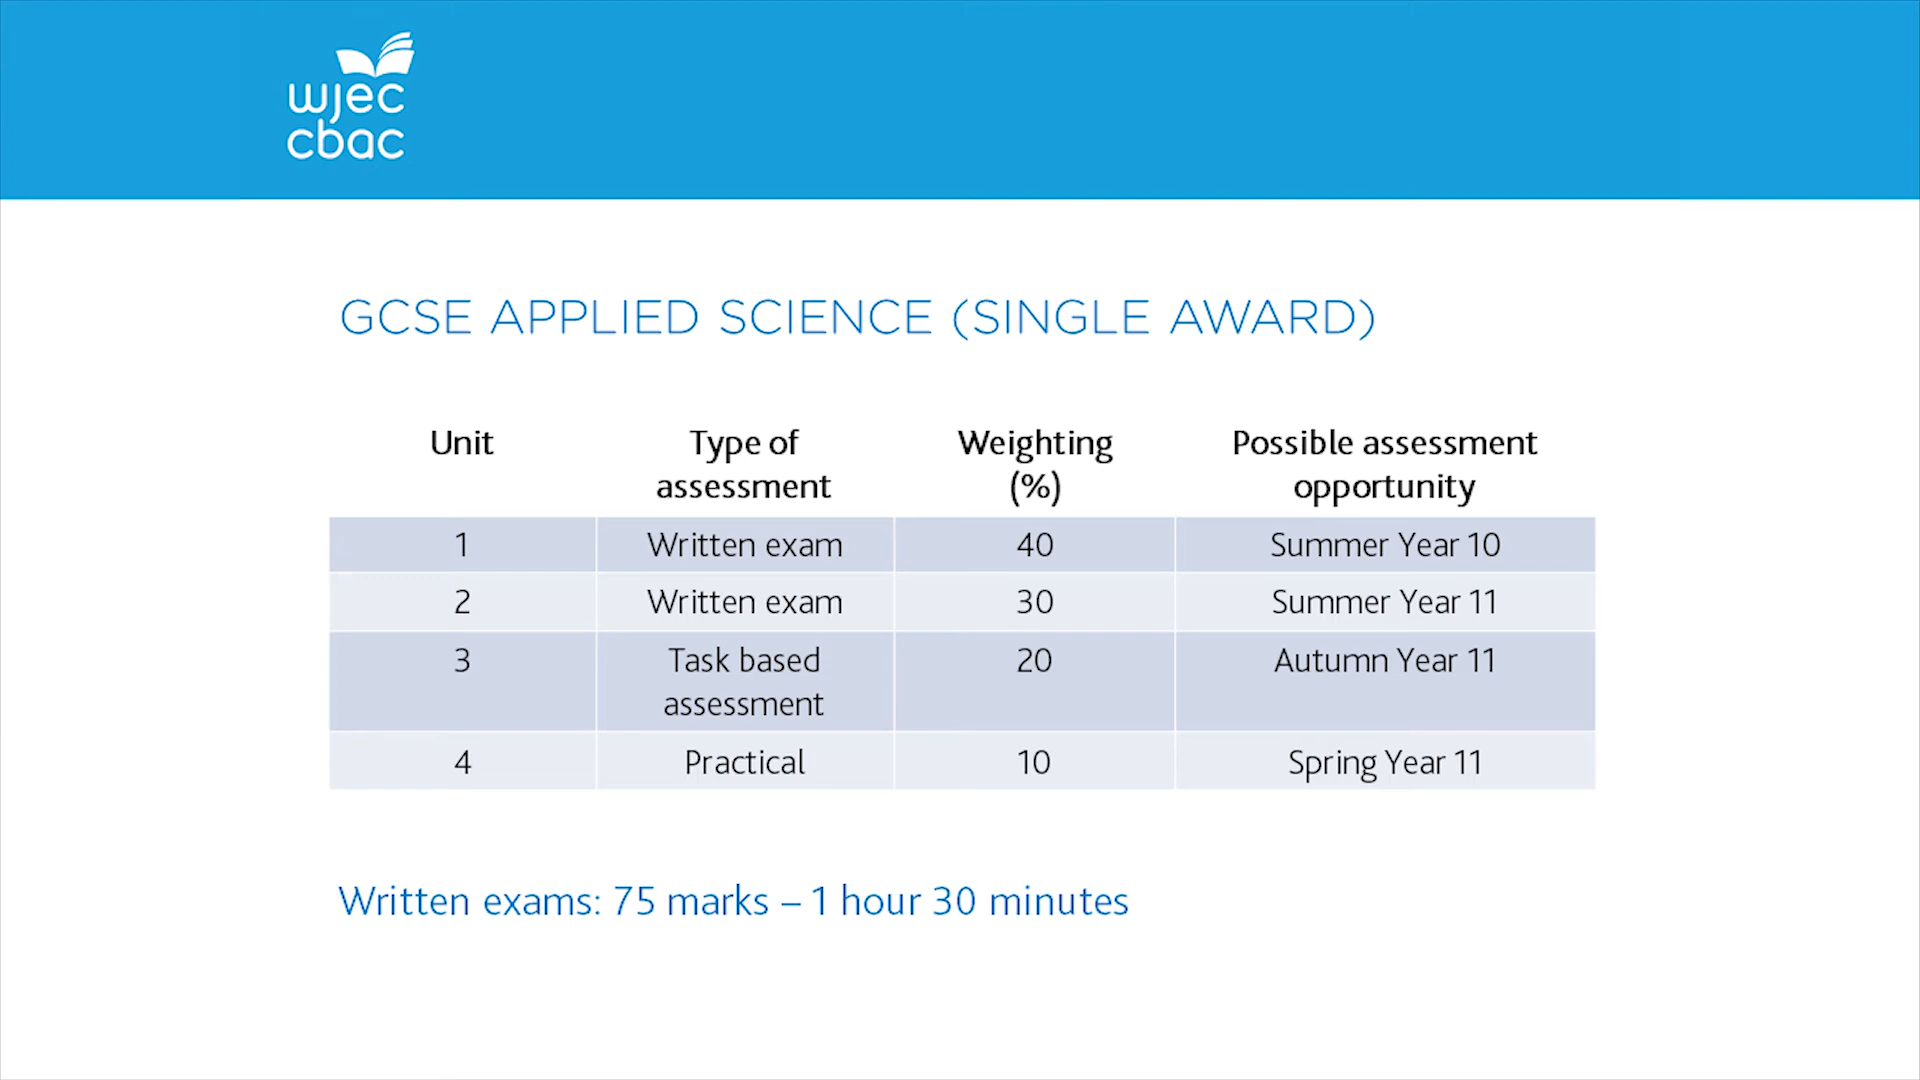 wjec
cbac
GCSE APPLIED SCIENCE (SINGLE AWARD)
Unit Type of assessment Weighting (%) Possible assessment opportunity
1 Written exam 40 Summer Year 10
2 Written exam 30 Summer Year 11
3 Task based assessment 20 Autumn Year 11
4 Practical 10 Spring Year 11
Written exams: 75 marks – 1 hour 30 minutes